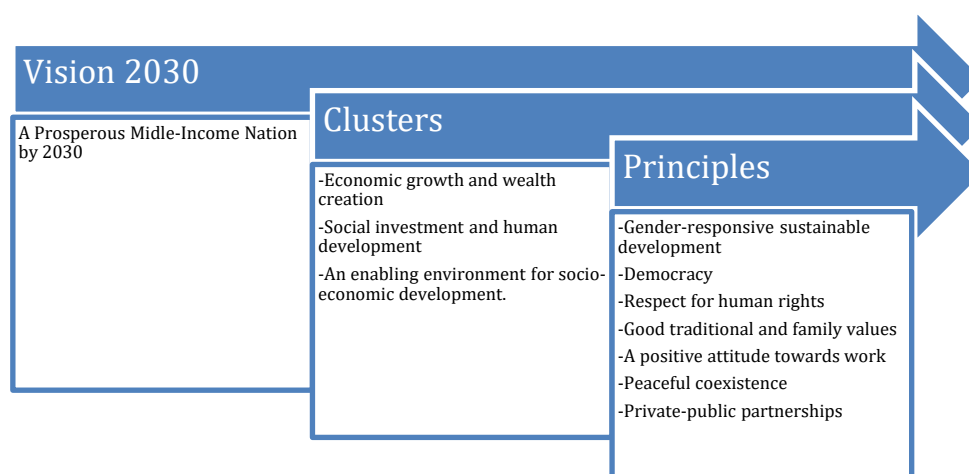 Vision 2030
A Prosperous Midle-Income Nation
by 2030
Clusters
-Economic growth and wealth
creation
-Social investment and human
development
-An enabling environment for socio-
economic development.
Principles
-Gender-responsive sustainable
development
-Democracy
-Respect for human rights
-Good traditional and family values
-A positive attitude towards work
-Peaceful coexistence
-Private-public partnerships